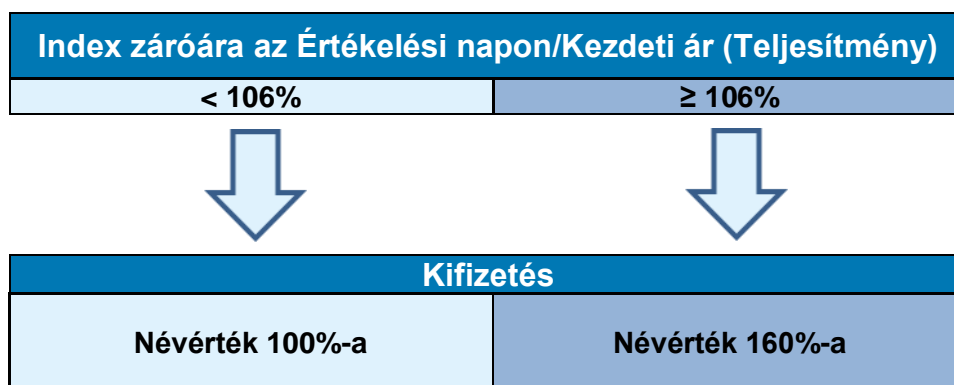 Index záróára az Értékelési napon/Kezdeti ár (Teljesítmény)
< 106%
≥ 106%
Kifizetés
Névérték 100%-a
Névérték 160%-a